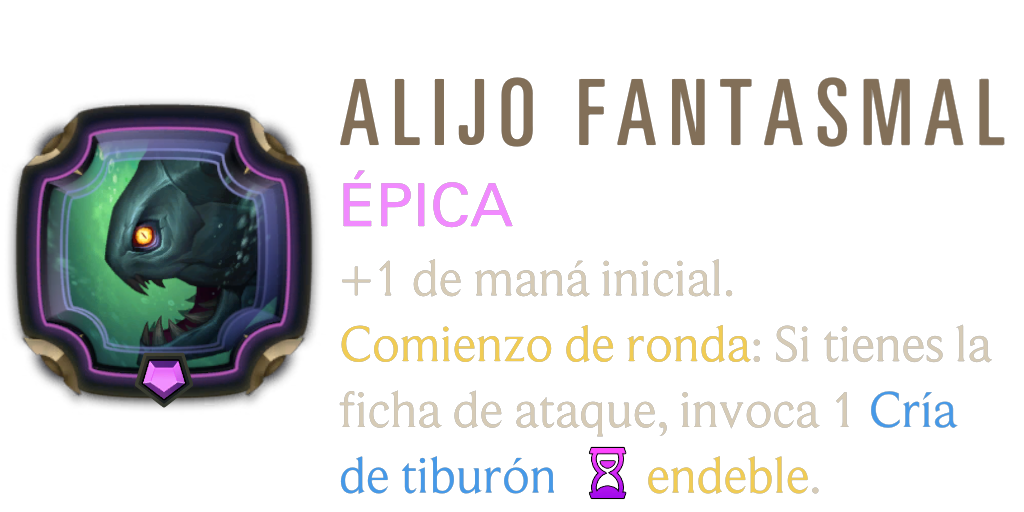 ALIJO FANTASMAL
ÉPICA
+1 de maná inicial.
Comienzo de ronda: Si tienes la
ficha de ataque, invoca 1 Cría
de tiburón endeble.